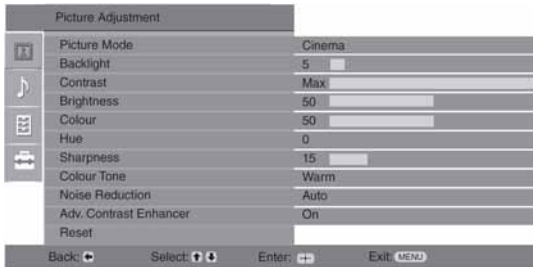 Picture Adjustment
Picture Mode Cinema
Backlight 5
Contrast Max
Brightness 50
Colour 50
Hue 0
Sharpness 15
Colour Tone Warm
Noise Reduction Auto
Adv. Contrast Enhancer On
Reset
Back: Select: Enter: Exit: MENU